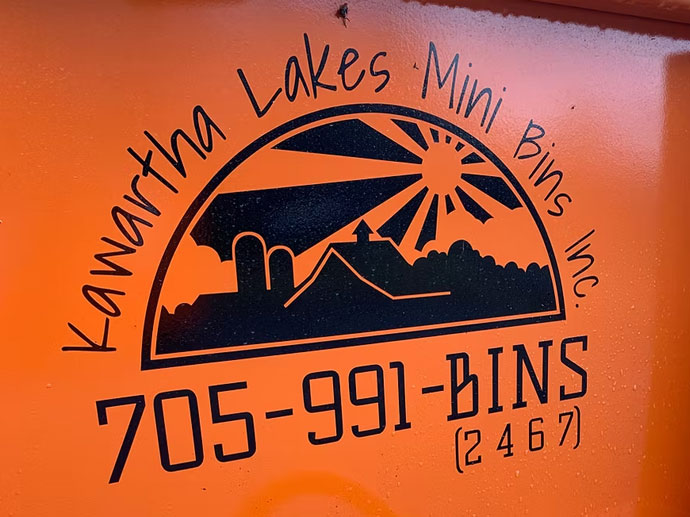 Kawartha Lakes Mini Bins Inc.
705-991-BINS
(2467)